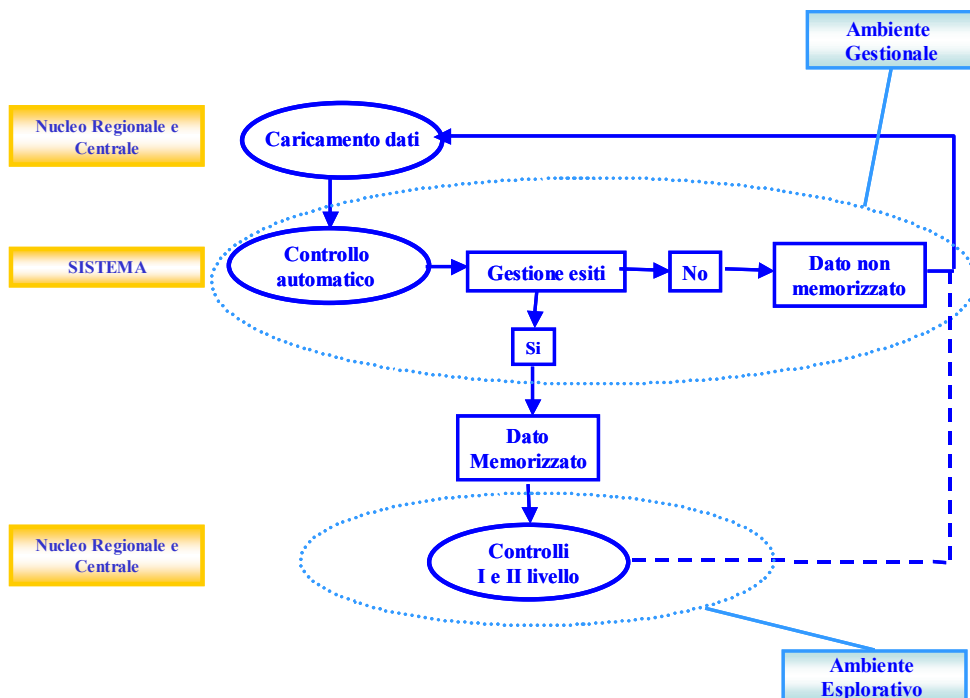 Ambiente
Gestionale
Nucleo Regionale e
Centrale
Caricamento dati
SISTEMA
Controllo
automatico
Gestione esiti
No
Dato non
memorizzato
Si
Dato
Memorizzato
Nucleo Regionale e
Centrale
Controlli
I e II livello
Ambiente
Esplorativo